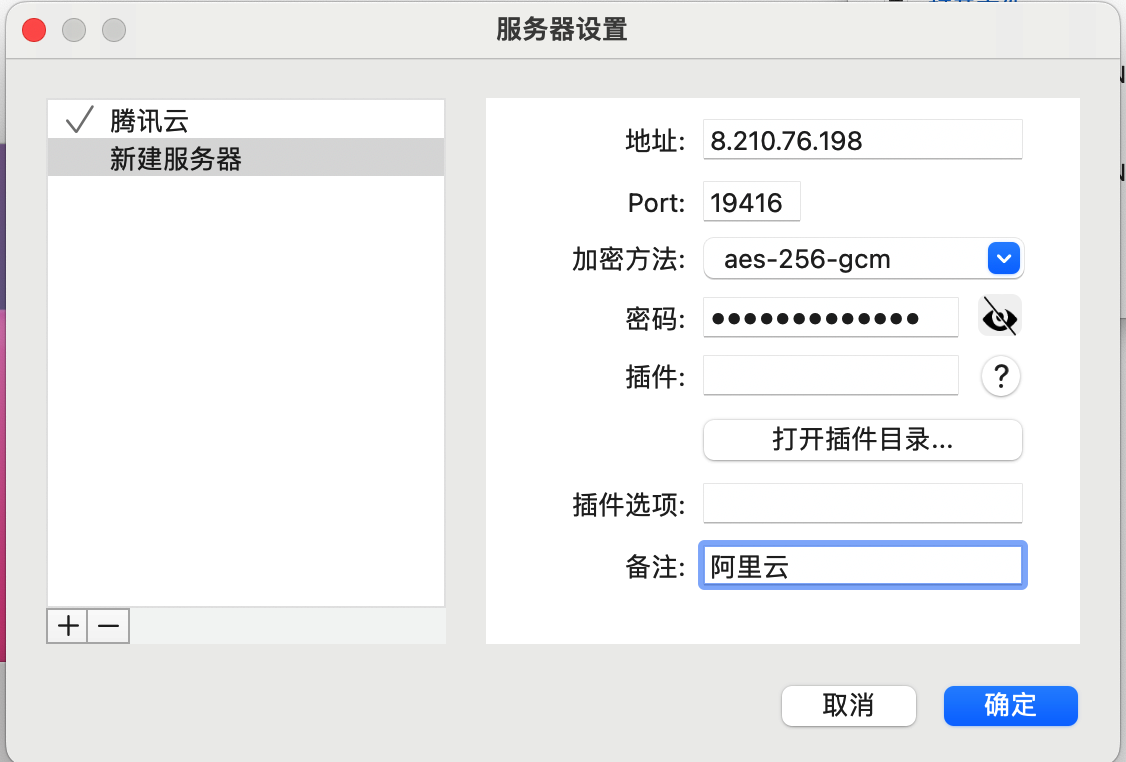 服务器设置
腾讯云
新建服务器
地址: 8.210.76.198
Port: 19416
加密方法: aes-256-gcm
密码: ●●●●●●●●●●●●●
插件: ?
打开插件目录...
插件选项:
备注: 阿里云
+ −
取消 确定